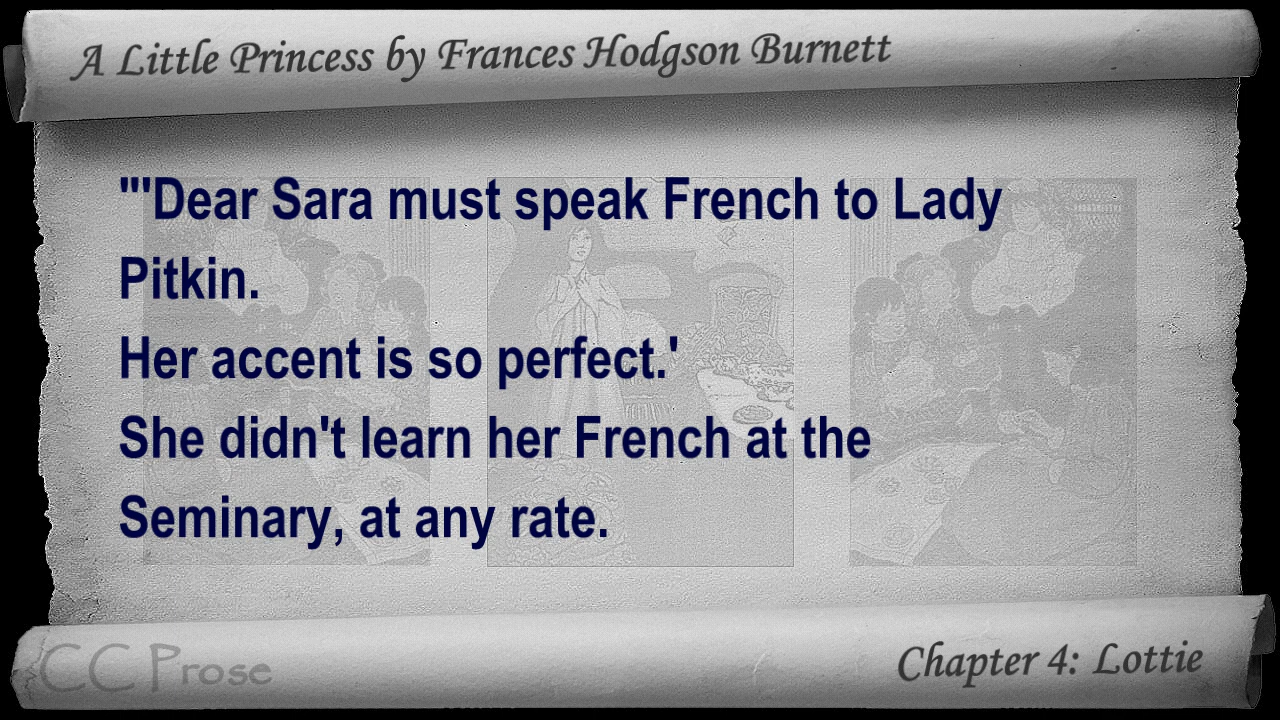 A Little Princess by Frances Hodgson Burnett
"'Dear Sara must speak French to Lady
Pitkin.
Her accent is so perfect.'
She didn't learn her French at the
Seminary, at any rate.
CC Prose
Chapter 4: Lottie